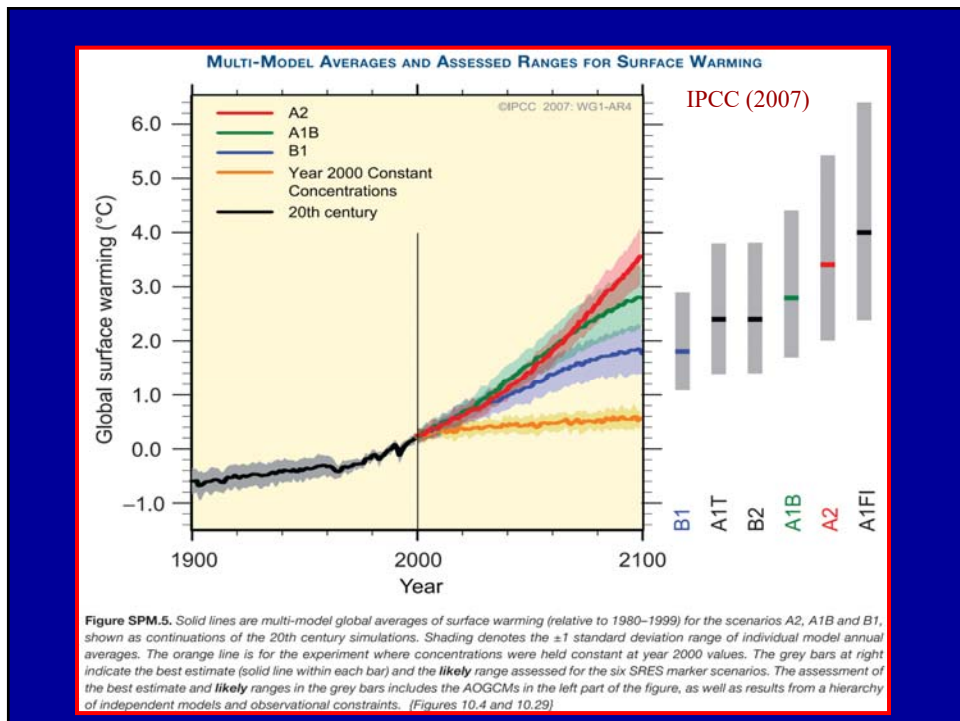 MULTI-MODEL AVERAGES AND ASSESSED RANGES FOR SURFACE WARMING
©IPCC 2007: WG1-AR4
IPCC (2007)
A2
A1B
B1
Year 2000 Constant
Concentrations
20th century
Global surface warming (°C)
6.0
5.0
4.0
3.0
2.0
1.0
0.0
–1.0
1900
2000
2100
Year
B1
A1T
B2
A1B
A2
A1FI
Figure SPM.5. Solid lines are multi-model global averages of surface warming (relative to 1980–1999) for the scenarios A2, A1B and B1,
shown as continuations of the 20th century simulations. Shading denotes the ±1 standard deviation range of individual model annual
averages. The orange line is for the experiment where concentrations were held constant at year 2000 values. The grey bars at right
indicate the best estimate (solid line within each bar) and the likely range assessed for the six SRES marker scenarios. The assessment of
the best estimate and likely ranges in the grey bars includes the AOGCMs in the left part of the figure, as well as results from a hierarchy
of independent models and observational constraints. {Figures 10.4 and 10.29}